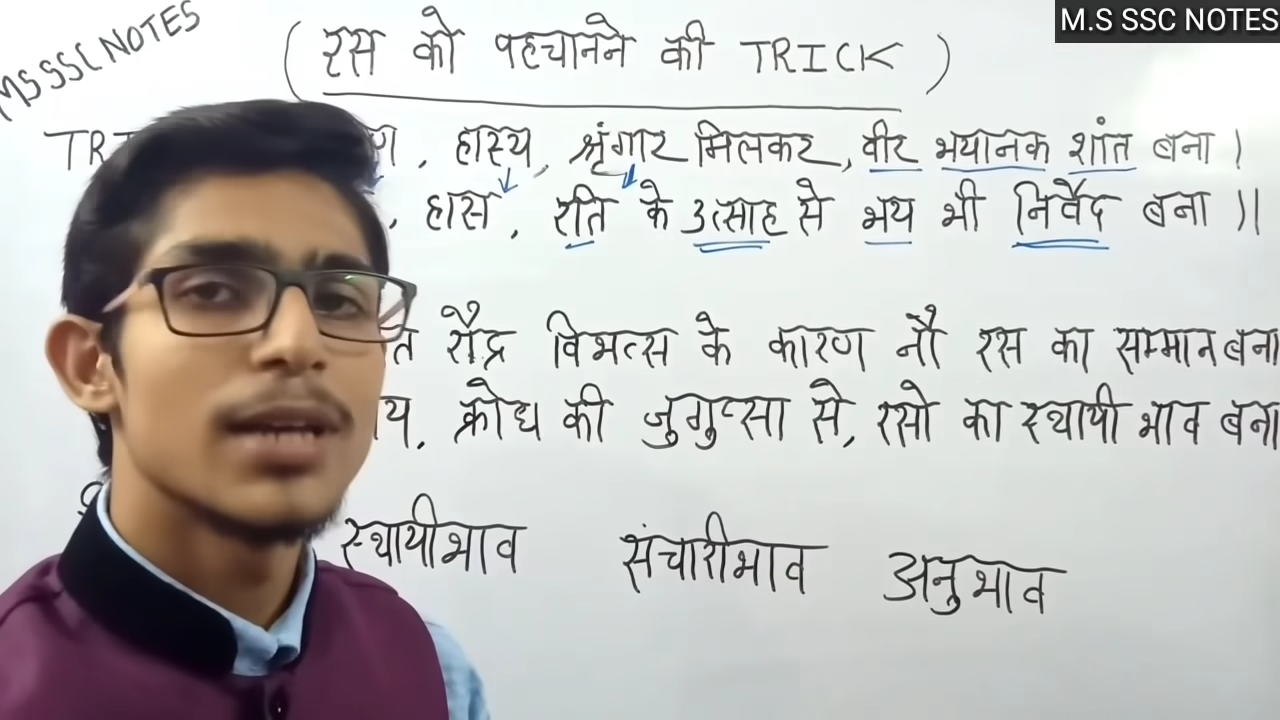 M.S SSC NOTES
MS SSC NOTES
( रस को पहचानने की TRICK )
हास्य, श्रृंगार मिलकर, वीर भयानक शांत बना।
, हास, रति के उत्साह से भय भी निर्वेद बना ।।
रौद्र विभत्स के कारण नौ रस का सम्मान बना
क्रोध की जुगुप्सा से, रसो का स्थायी भाव बना
स्थायीभाव संचारीभाव अनुभाव